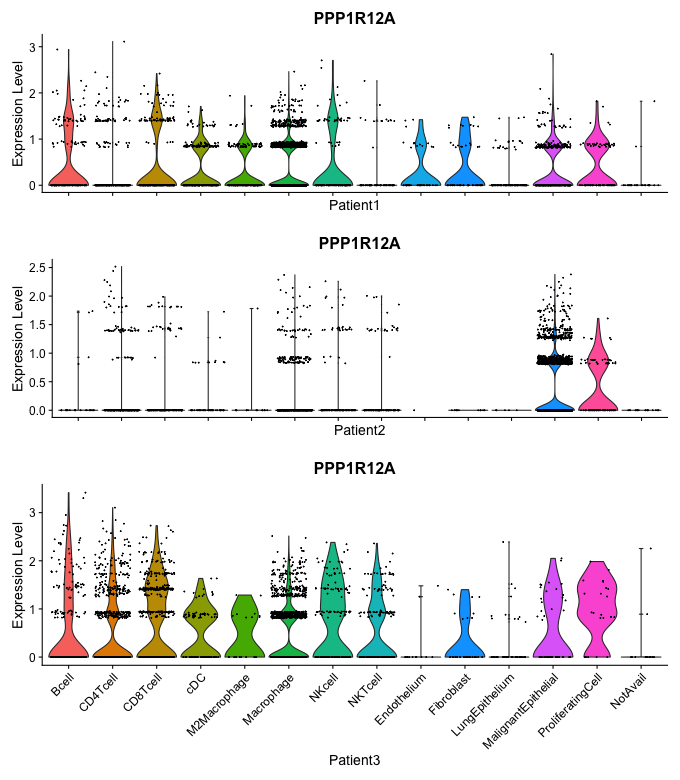 PPP1R12A
Expression Level
3
2
1
0
Patient1
PPP1R12A
Expression Level
2.5
2.0
1.5
1.0
0.5
0.0
Patient2
PPP1R12A
Expression Level
3
2
1
0
Bcell
CD4Tcell
CD8Tcell
cDC
M2Macrophage
Macrophage
NKcell
NKTcell
Endothelium
Fibroblast
LungEpithelium
MalignantEpithelial
ProliferatingCell
NotAvail
Patient3